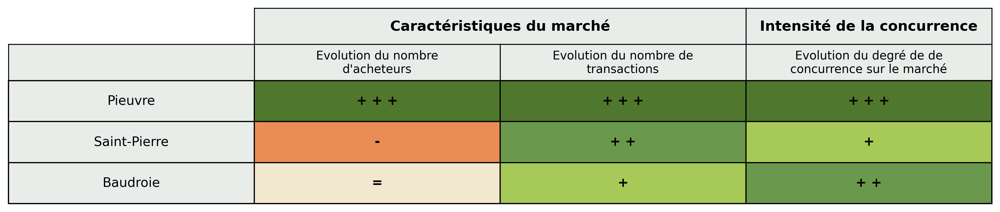 Caractéristiques du marché
Intensité de la concurrence
Evolution du nombre
d'acheteurs
Evolution du nombre de
transactions
Evolution du degré de de
concurrence sur le marché
Pieuvre
+ + +
+ + +
+ + +
Saint-Pierre
-
+ +
+
Baudroie
=
+
+ +